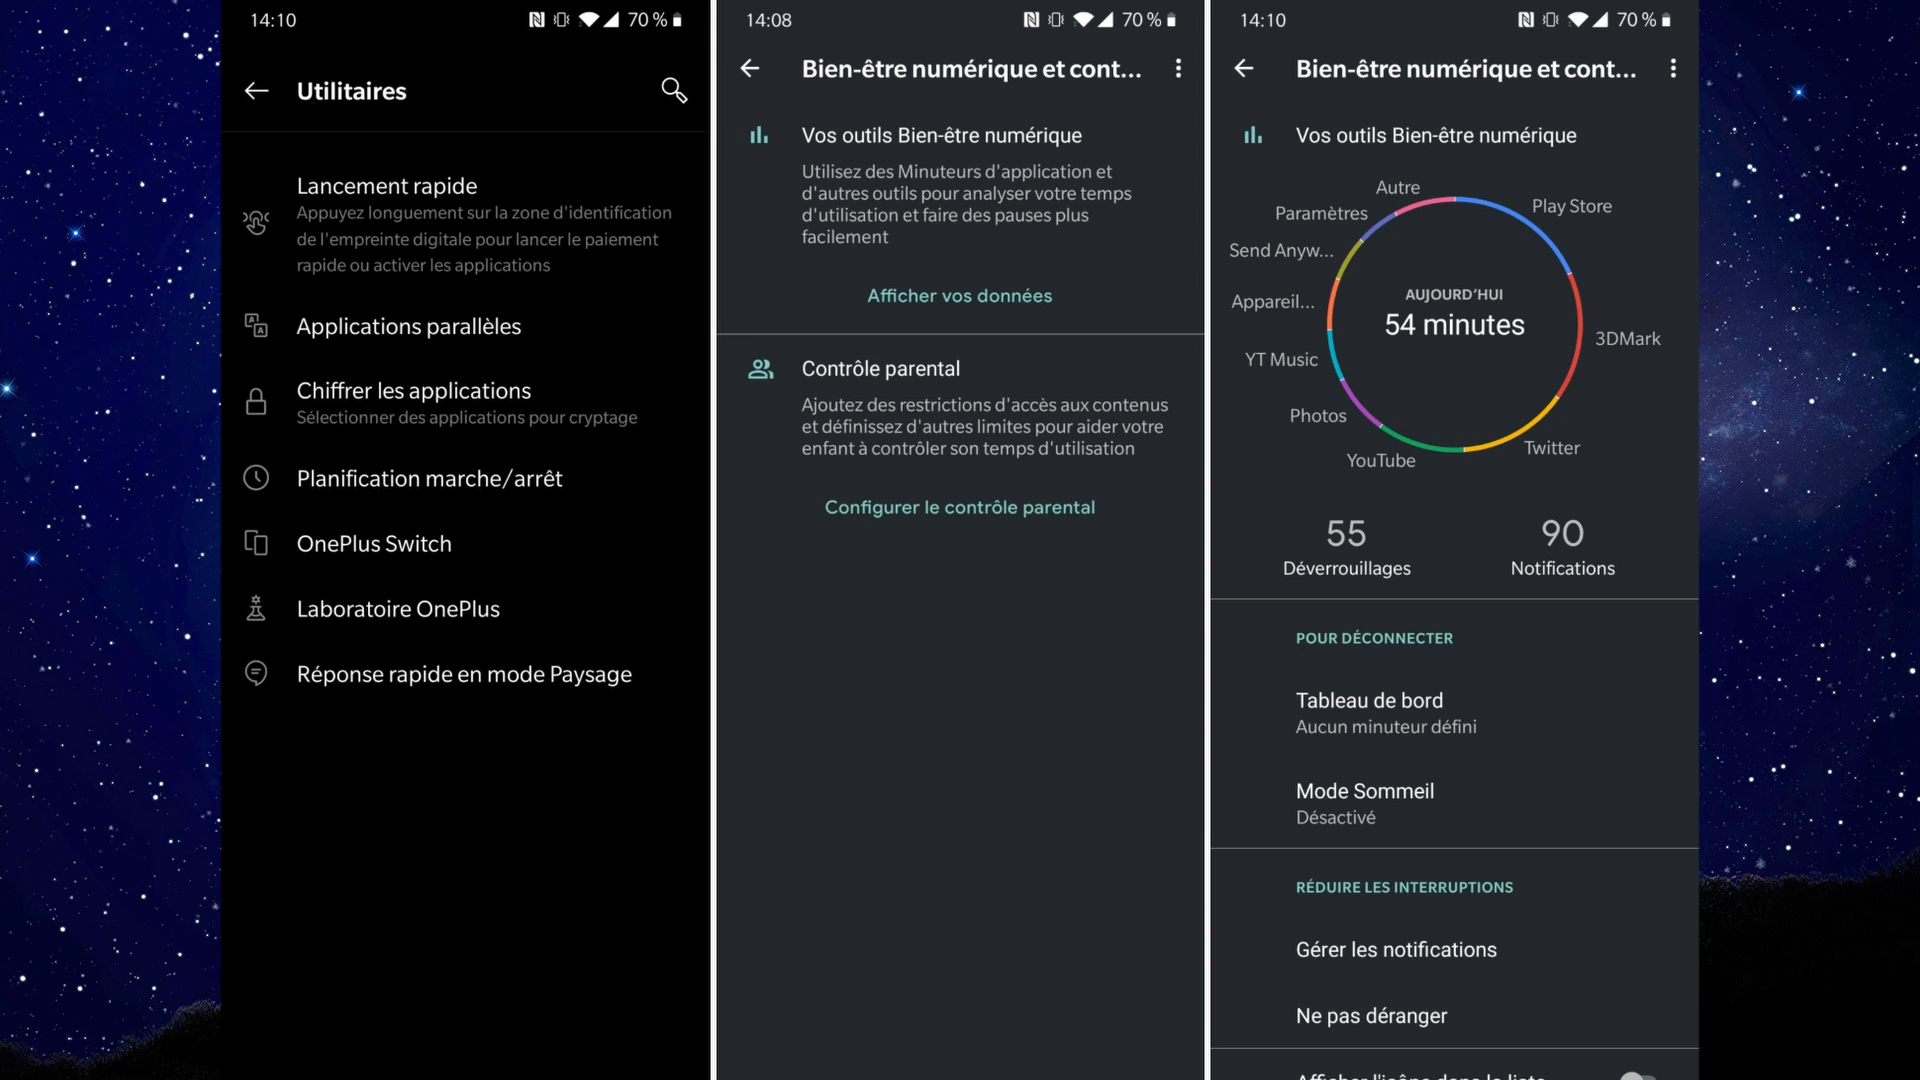 14:10
70 %
Utilitaires
Lancement rapide
Appuyez longuement sur la zone d'identification
de l'empreinte digitale pour lancer le paiement
rapide ou activer les applications
Applications parallèles
Chiffrer les applications
Sélectionner des applications pour cryptage
Planification marche/arrêt
OnePlus Switch
Laboratoire OnePlus
Réponse rapide en mode Paysage
14:08
70 %
Bien-être numérique et cont...
Vos outils Bien-être numérique
Utilisez des Minuteurs d'application et
d'autres outils pour analyser votre temps
d'utilisation et faire des pauses plus
facilement
Afficher vos données
Contrôle parental
Ajoutez des restrictions d'accès aux contenus
et définissez d'autres limites pour aider votre
enfant à contrôler son temps d'utilisation
Configurer le contrôle parental
14:10
70 %
Bien-être numérique et cont...
Vos outils Bien-être numérique
Autre
Play Store
Paramètres
Send Anyw...
Appareil...
AUJOURD'HUI
54 minutes
3DMark
YT Music
Photos
Twitter
YouTube
55
Déverrouillages
90
Notifications
POUR DÉCONNECTER
Tableau de bord
Aucun minuteur défini
Mode Sommeil
Désactivé
RÉDUIRE LES INTERRUPTIONS
Gérer les notifications
Ne pas déranger
Afficher l'icône dans la liste